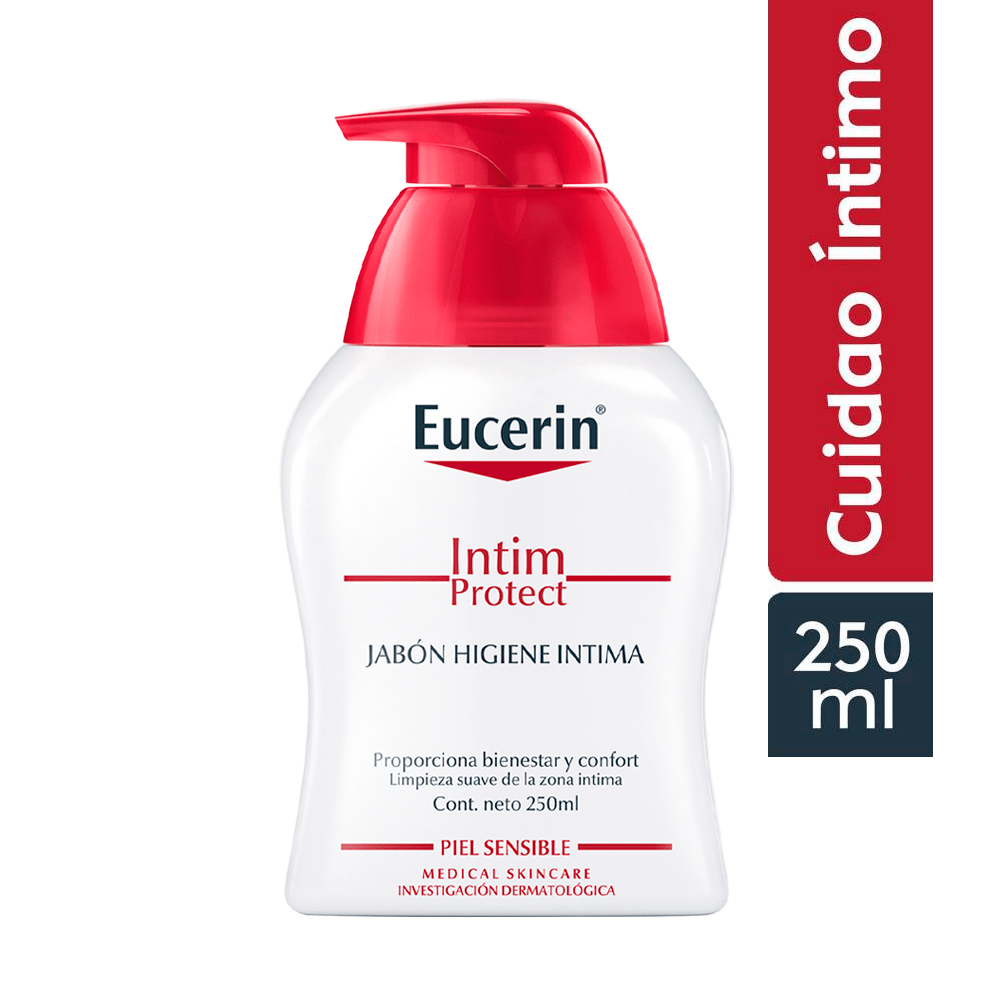 Eucerin®
Intim
Protect
JABÓN HIGIENE INTIMA
Proporciona bienestar y confort
Limpieza suave de la zona intima
Cont. neto 250ml
PIEL SENSIBLE
MEDICAL SKINCARE
INVESTIGACIÓN DERMATOLÓGICA
Cuidao Íntimo
250
ml